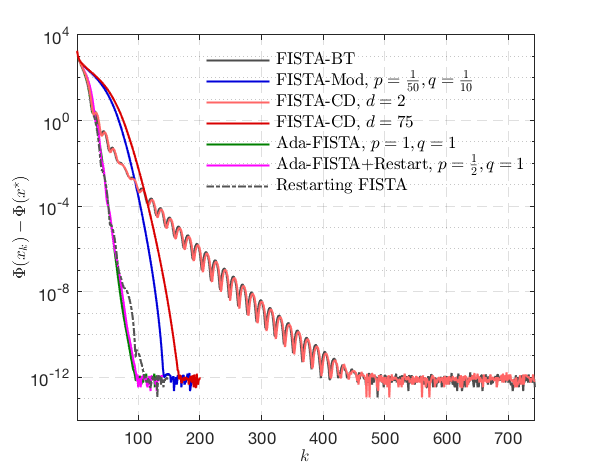 10^4
10^0
10^-4
10^-8
10^-12
Φ(x_k) − Φ(x*)
FISTA-BT
FISTA-Mod, p = 1/50, q = 1/10
FISTA-CD, d = 2
FISTA-CD, d = 75
Ada-FISTA, p = 1, q = 1
Ada-FISTA+Restart, p = 1/2, q = 1
Restarting FISTA
100 200 300 400 500 600 700
k